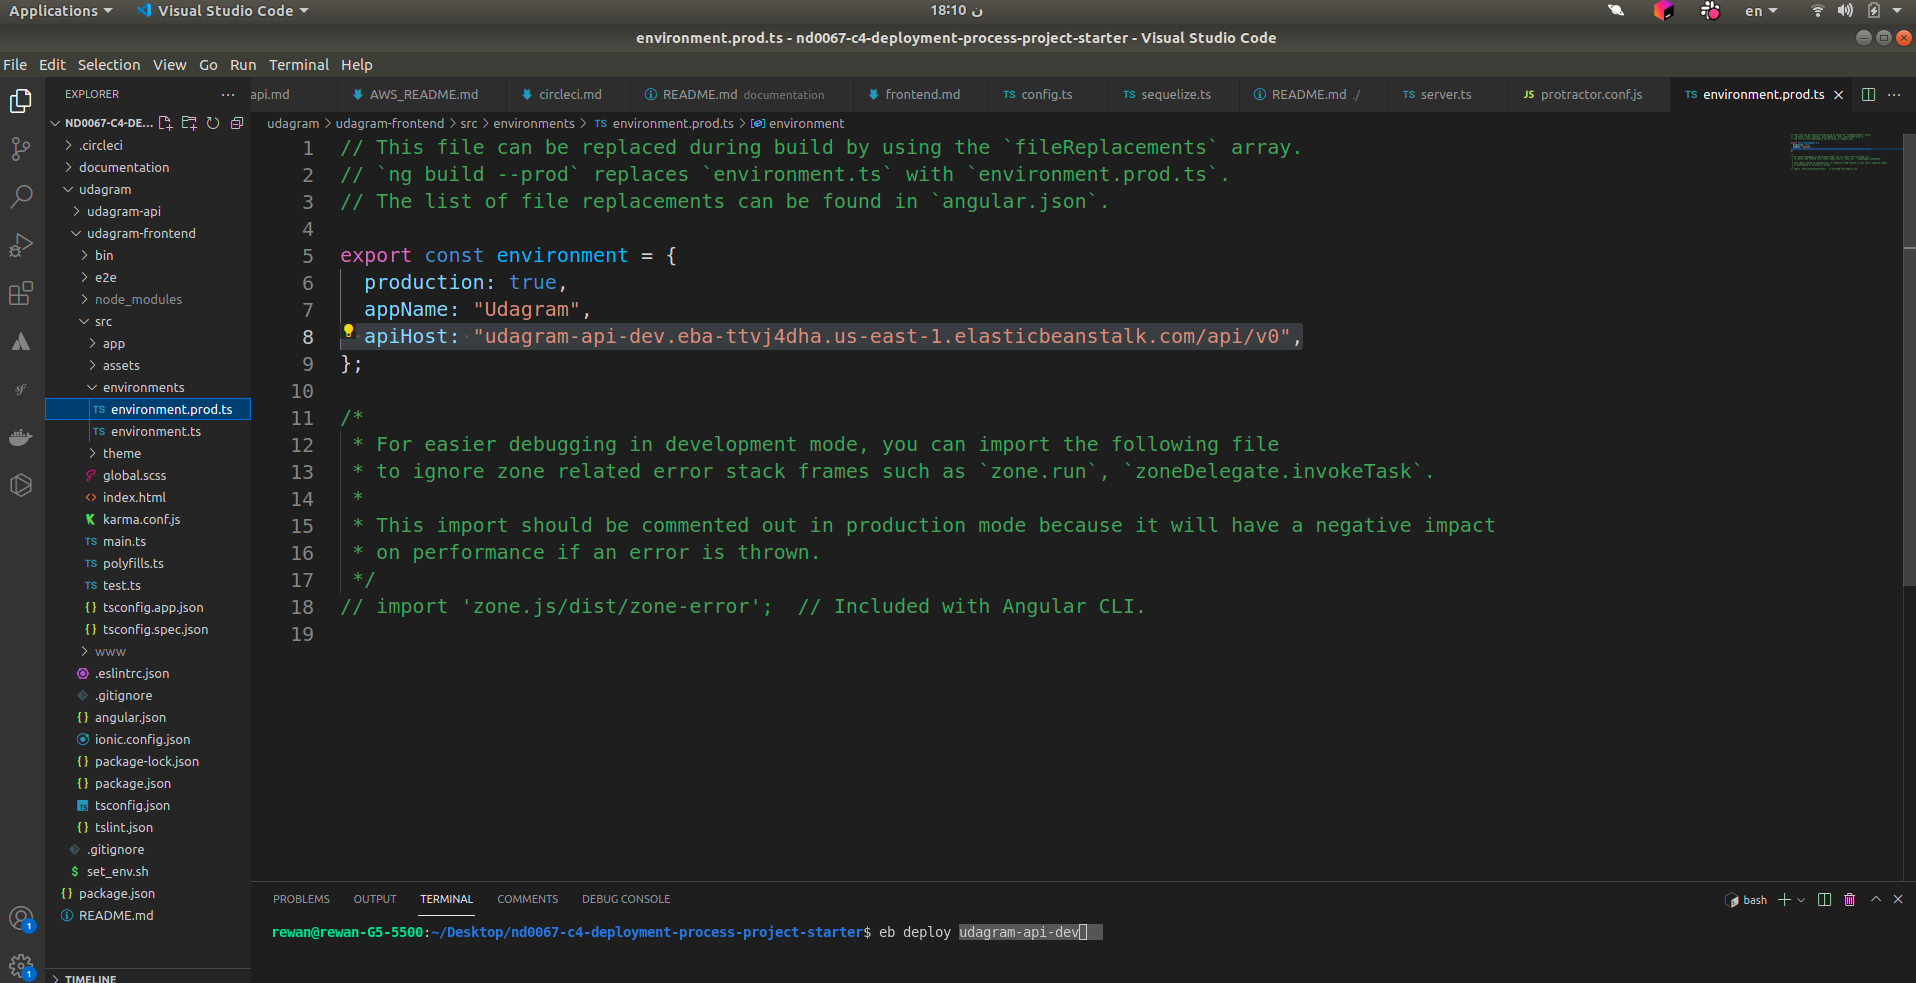 Applications Visual Studio Code 18:10 ن en
environment.prod.ts - nd0067-c4-deployment-process-project-starter - Visual Studio Code
File Edit Selection View Go Run Terminal Help
EXPLORER ··· api.md AWS_README.md circleci.md README.md documentation frontend.md TS config.ts TS sequelize.ts README.md ./ TS server.ts JS protractor.conf.js TS environment.prod.ts ···
udagram > udagram-frontend > src > environments > TS environment.prod.ts > environment
ND0067-C4-DE...
.circleci
documentation
udagram
udagram-api
udagram-frontend
bin
e2e
node_modules
src
app
assets
environments
TS environment.prod.ts
TS environment.ts
theme
global.scss
index.html
karma.conf.js
TS main.ts
TS polyfills.ts
TS test.ts
{} tsconfig.app.json
{} tsconfig.spec.json
www
.eslintrc.json
.gitignore
{} angular.json
ionic.config.json
{} package-lock.json
{} package.json
tsconfig.json
{} tslint.json
.gitignore
$ set_env.sh
{} package.json
README.md
TIMELINE
1
1
1 // This file can be replaced during build by using the `fileReplacements` array.
2 // `ng build --prod` replaces `environment.ts` with `environment.prod.ts`.
3 // The list of file replacements can be found in `angular.json`.
4
5 export const environment = {
6 production: true,
7 appName: "Udagram",
8 apiHost: "udagram-api-dev.eba-ttvj4dha.us-east-1.elasticbeanstalk.com/api/v0",
9 };
10
11 /*
12 * For easier debugging in development mode, you can import the following file
13 * to ignore zone related error stack frames such as `zone.run`, `zoneDelegate.invokeTask`.
14 *
15 * This import should be commented out in production mode because it will have a negative impact
16 * on performance if an error is thrown.
17 */
18 // import 'zone.js/dist/zone-error';  // Included with Angular CLI.
19
PROBLEMS OUTPUT TERMINAL COMMENTS DEBUG CONSOLE bash
rewan@rewan-G5-5500:~/Desktop/nd0067-c4-deployment-process-project-starter$ eb deploy udagram-api-dev